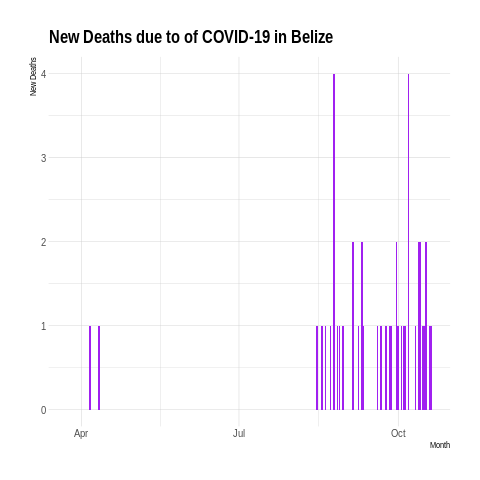 New Deaths due to of COVID-19 in Belize
New Deaths
4
3
2
1
0
Apr
Jul
Oct
Month